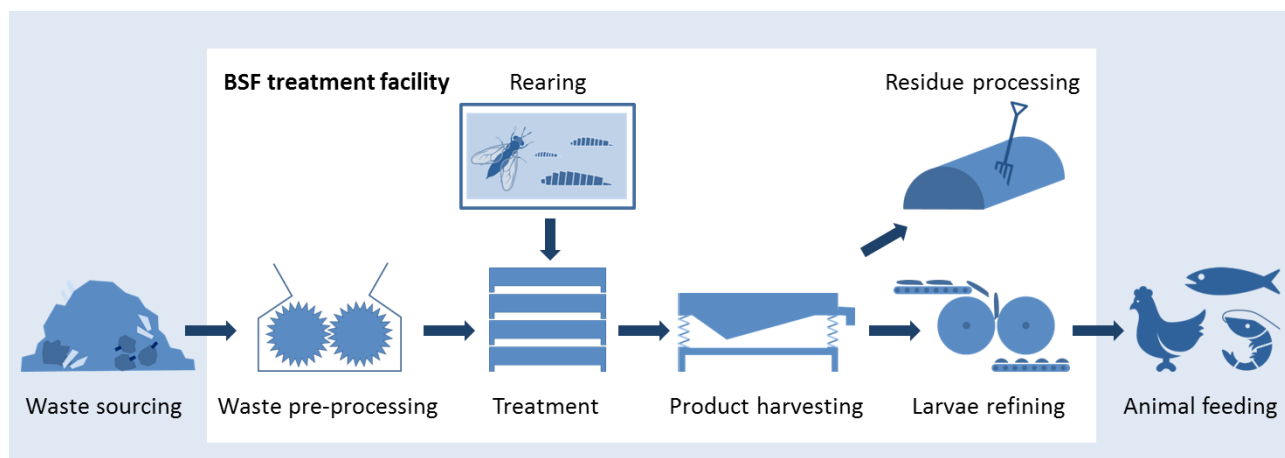 BSF treatment facility
Rearing
Residue processing
Waste sourcing
Waste pre-processing
Treatment
Product harvesting
Larvae refining
Animal feeding